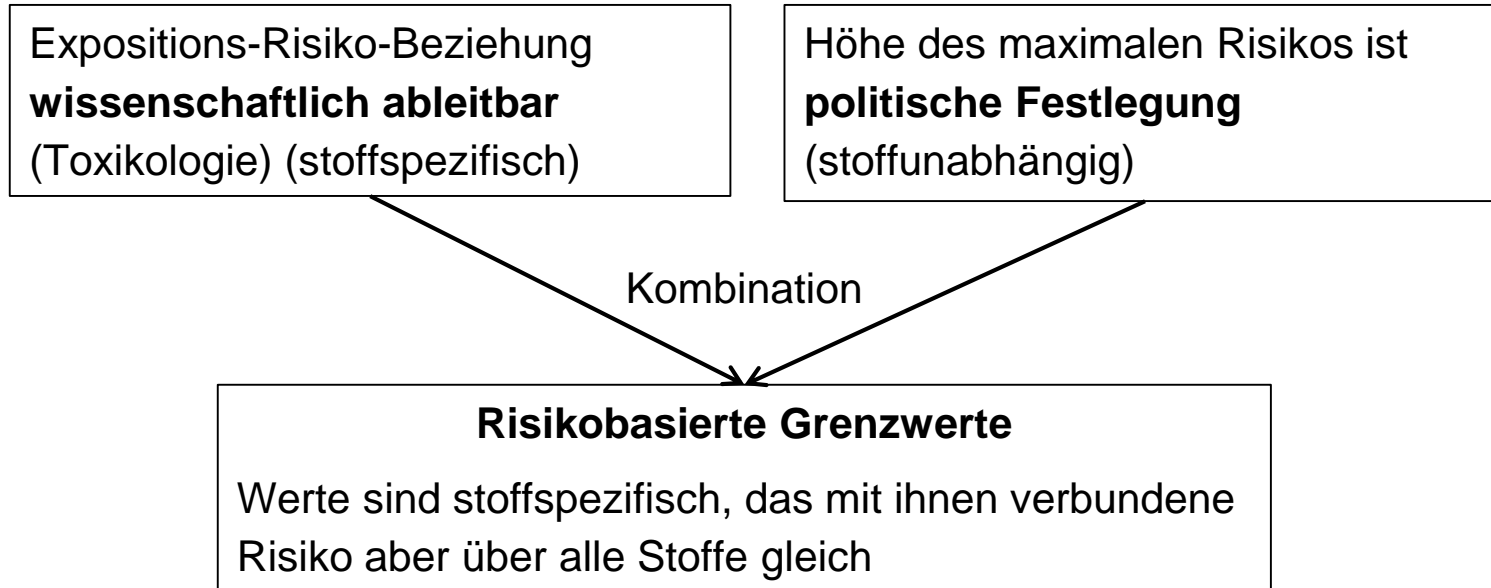 Expositions-Risiko-Beziehung
wissenschaftlich ableitbar
(Toxikologie) (stoffspezifisch)
Höhe des maximalen Risikos ist
politische Festlegung
(stoffunabhängig)
Kombination
Risikobasierte Grenzwerte
Werte sind stoffspezifisch, das mit ihnen verbundene
Risiko aber über alle Stoffe gleich